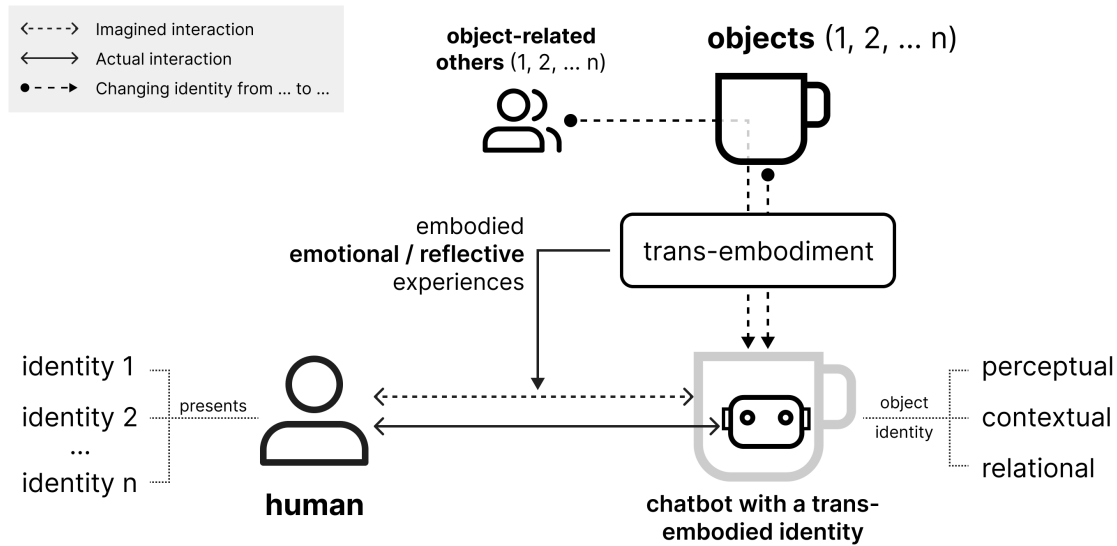 Imagined interaction
Actual interaction
Changing identity from ... to ...
object-related
others (1, 2, ... n)
objects (1, 2, ... n)
embodied
emotional / reflective
experiences
trans-embodiment
identity 1
identity 2
...
identity n
presents
human
chatbot with a trans-
embodied identity
object
identity
perceptual
contextual
relational